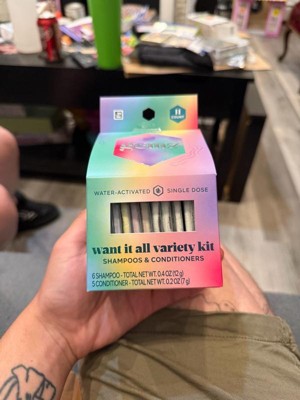 WATER-ACTIVATED SINGLE DOSE
want it all variety kit
SHAMPOOS & CONDITIONERS
6 SHAMPOO - TOTAL NET WT. 0.4 OZ (12 g)
5 CONDITIONER - TOTAL NET WT. 0.2 OZ (7 g)